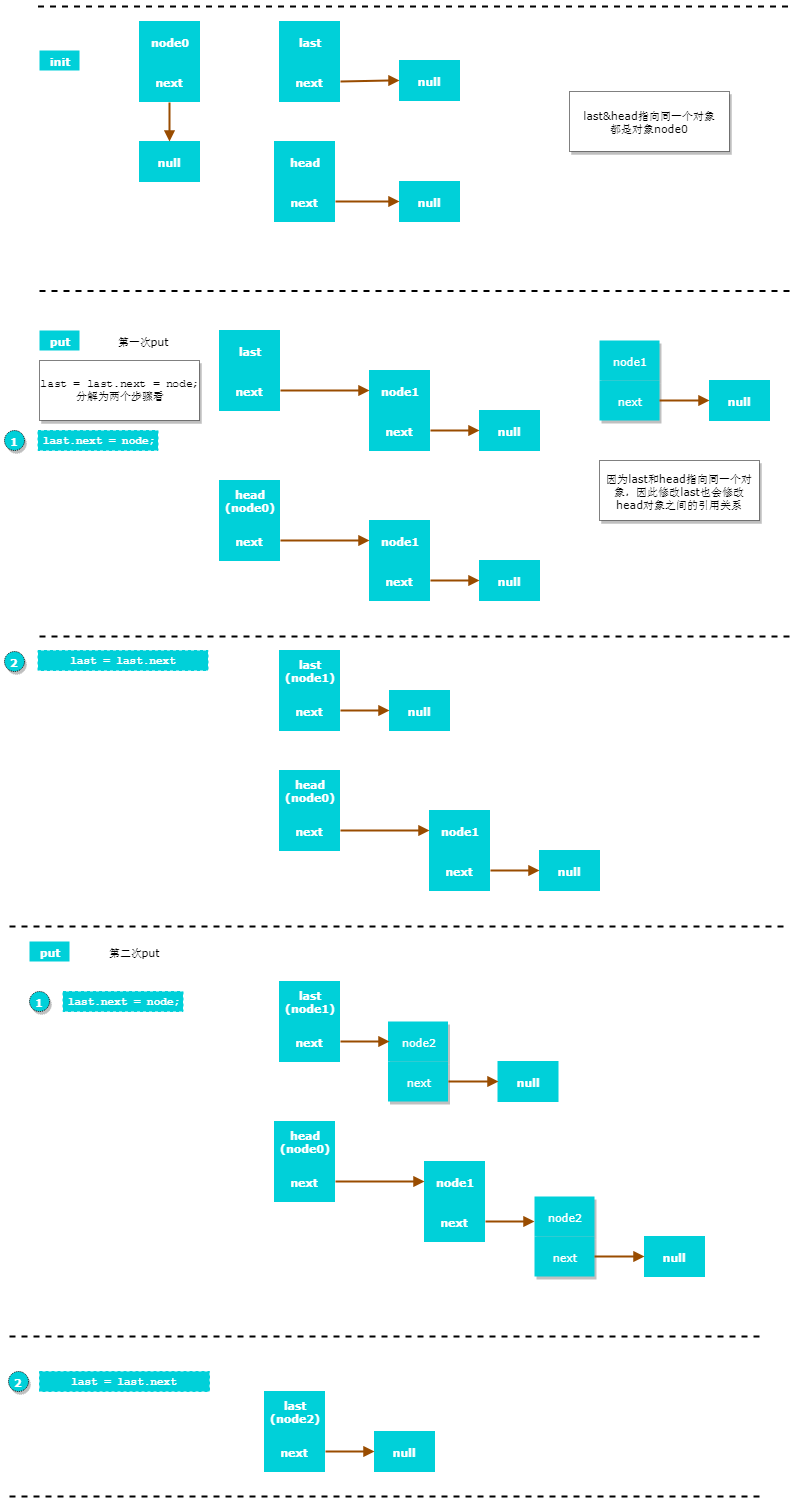 init
node0
next
null
last
next
null
head
next
null
last&head指向同一个对象
都是对象node0
put
第一次put
last = last.next = node;
分解为两个步骤看
1
last.next = node;
last
next
node1
next
null
node1
next
null
head
(node0)
next
node1
next
null
因为last和head指向同一个对
象，因此修改last也会修改
head对象之间的引用关系
2
last = last.next
last
(node1)
next
null
head
(node0)
next
node1
next
null
put
第二次put
1
last.next = node;
last
(node1)
next
node2
next
null
head
(node0)
next
node1
next
node2
next
null
2
last = last.next
last
(node2)
next
null